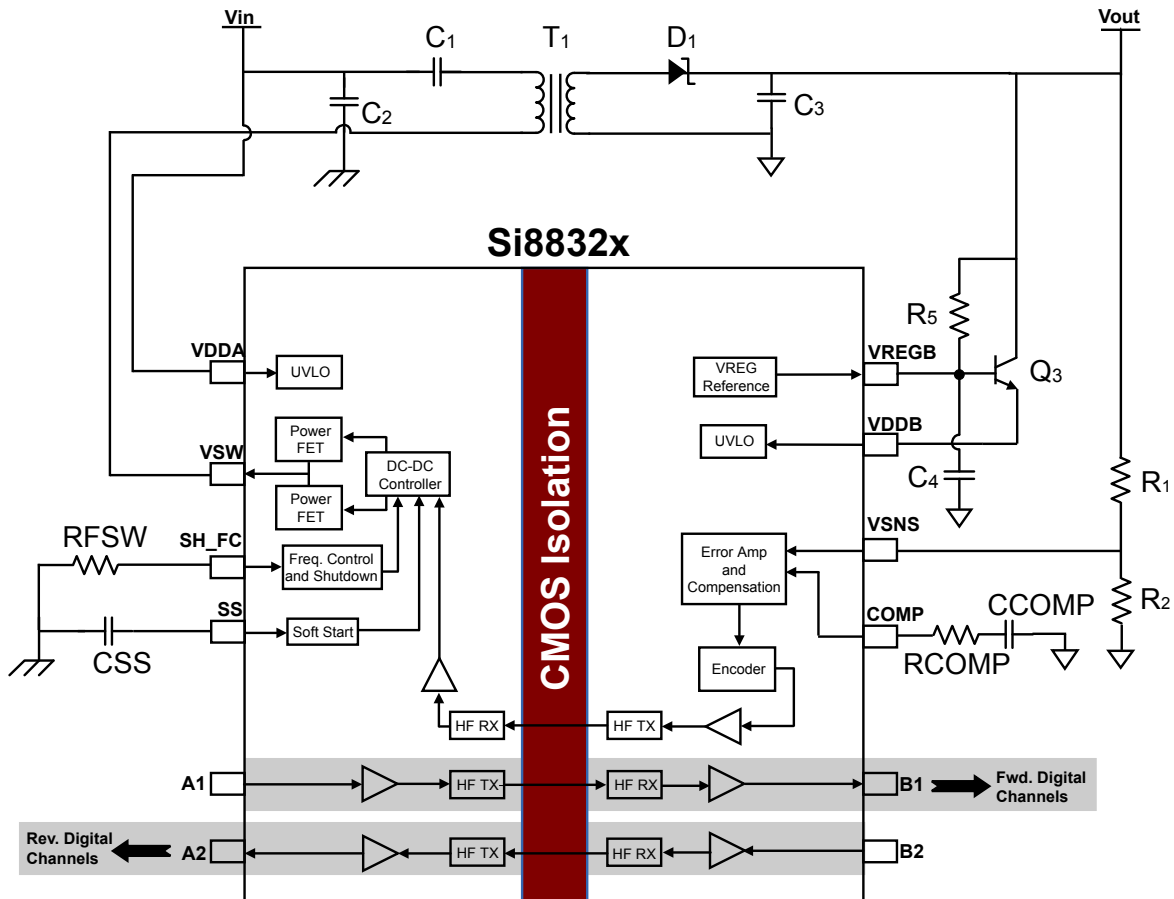 Vin
Vout
C1
T1
D1
C2
C3
Si8832x
CMOS Isolation
VDDA
UVLO
VREG
Reference
VREGB
R5
Q3
Power
FET
VSW
DC-DC
Controller
Power
FET
UVLO
VDDB
C4
R1
RFSW
SH_FC
Freq. Control
and Shutdown
Error Amp
and
Compensation
VSNS
SS
Soft Start
CSS
COMP
CCOMP
R2
RCOMP
Encoder
HF RX
HF TX
A1
HF TX
HF RX
B1
Fwd. Digital
Channels
Rev. Digital
Channels
A2
HF TX
HF RX
B2